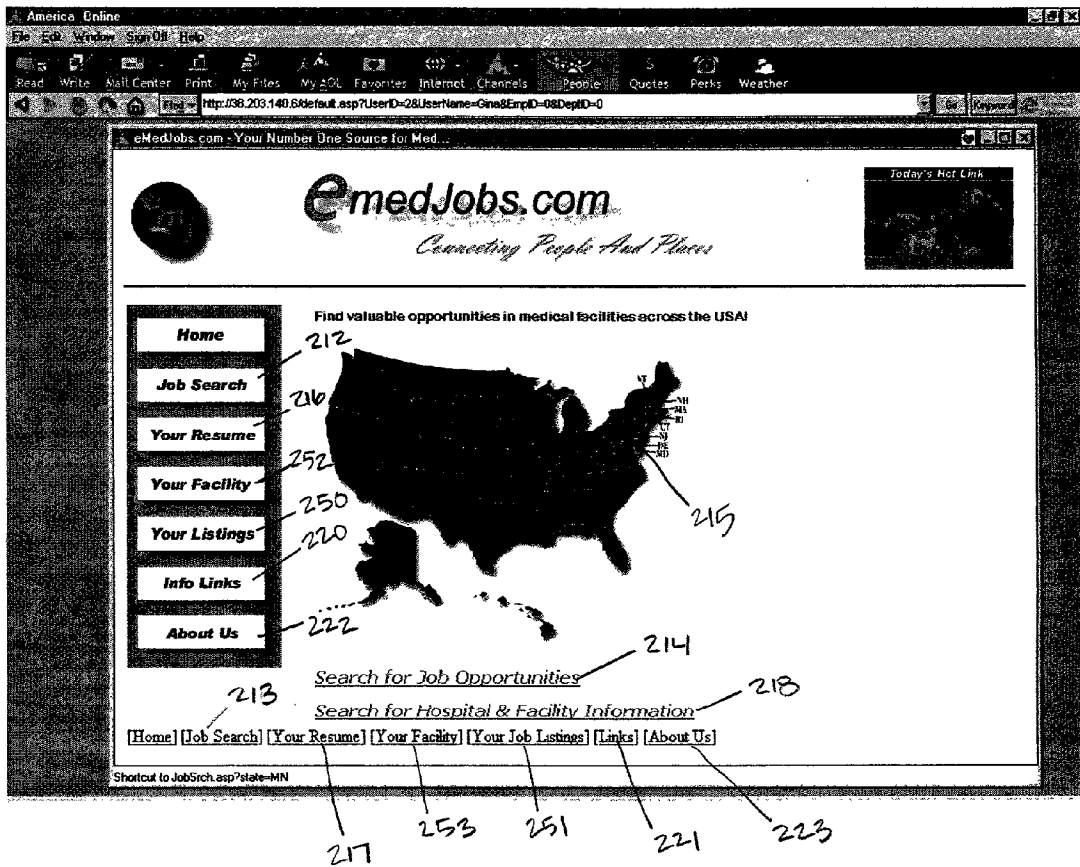 America Online
File Edit Window Sign Off Help
Read Write Mail Center Print My Files My AOL Favorites Internet Channels People Quotes Perks Weather
Find http://38.203.140.6/default.asp?UserID=2&UserName=Gina&EmpID=0&DeptID=0 Go Keyword
eMedJobs.com - Your Number One Source for Med...
emedJobs.com
Connecting People And Places
Today's Hot Link
Find valuable opportunities in medical facilities across the USA!
Home
212
Job Search
216
Your Resume
252
Your Facility
250
Your Listings
220
Info Links
222
About Us
VT
NH
MA
RI
CT
NJ
DE
MD
215
214
Search for Job Opportunities
213
218
Search for Hospital & Facility Information
[Home] [Job Search] [Your Resume] [Your Facility] [Your Job Listings] [Links] [About Us]
Shortcut to JobSrch.asp?state=MN
217
253
251
221
223